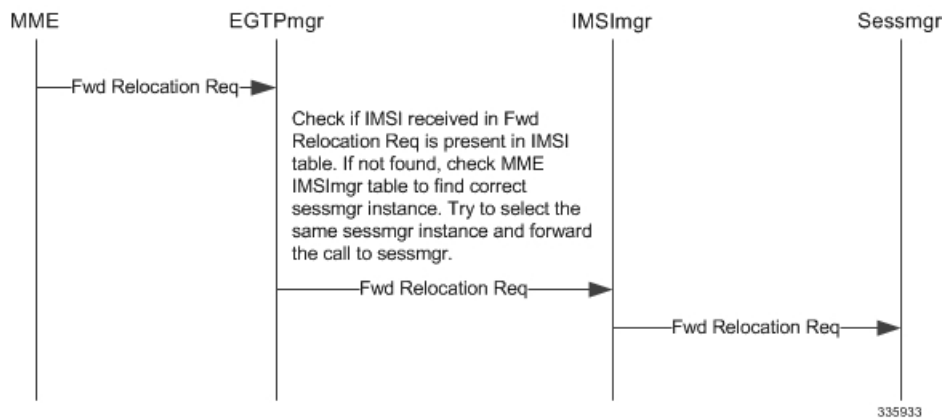 MME EGTPmgr IMSImgr Sessmgr
Fwd Relocation Req
Check if IMSI received in Fwd
Relocation Req is present in IMSI
table. If not found, check MME
IMSImgr table to find correct
sessmgr instance. Try to select the
same sessmgr instance and forward
the call to sessmgr.
Fwd Relocation Req
Fwd Relocation Req
335933